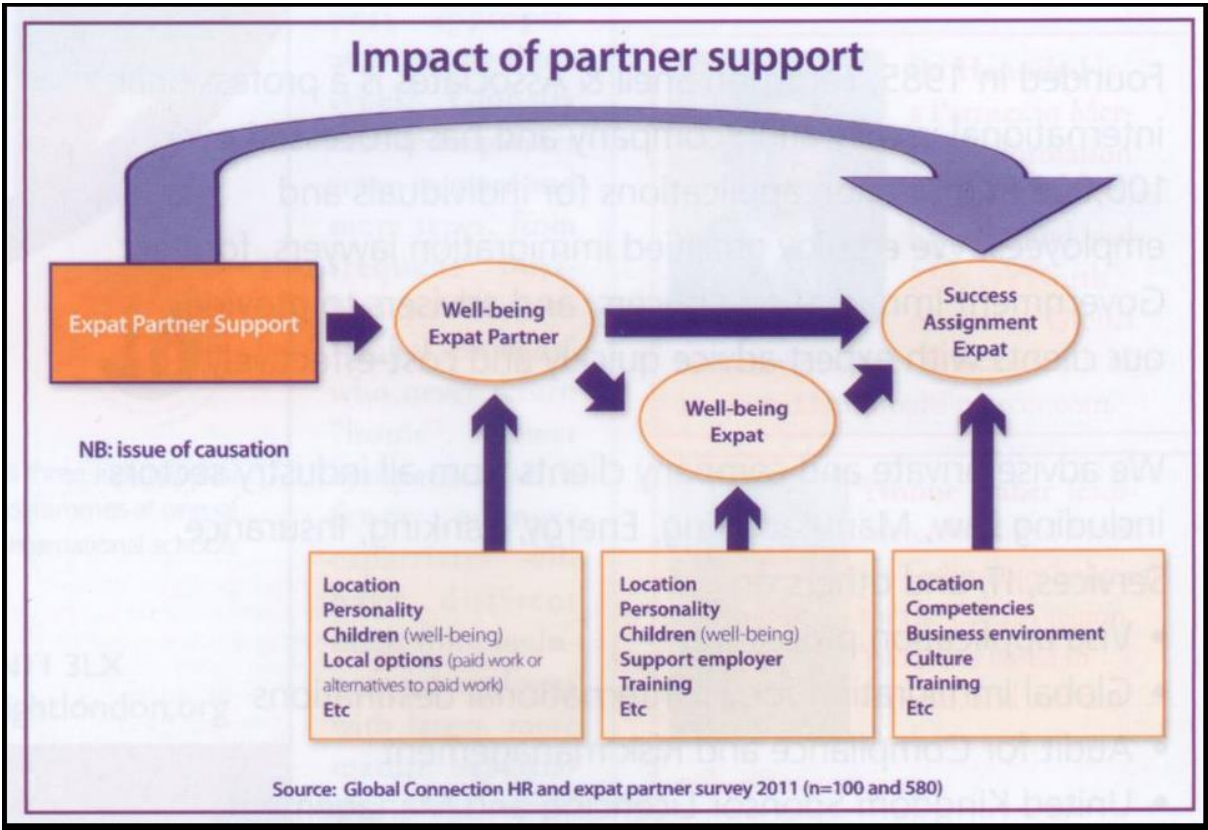 Impact of partner support
Expat Partner Support
Well-being
Expat Partner
Success
Assignment
Expat
Well-being
Expat
NB: issue of causation
Location
Personality
Children (well-being)
Local options (paid work or
alternatives to paid work)
Etc
Location
Personality
Children (well-being)
Support employer
Training
Etc
Location
Competencies
Business environment
Culture
Training
Etc
Source: Global Connection HR and expat partner survey 2011 (n=100 and 580)